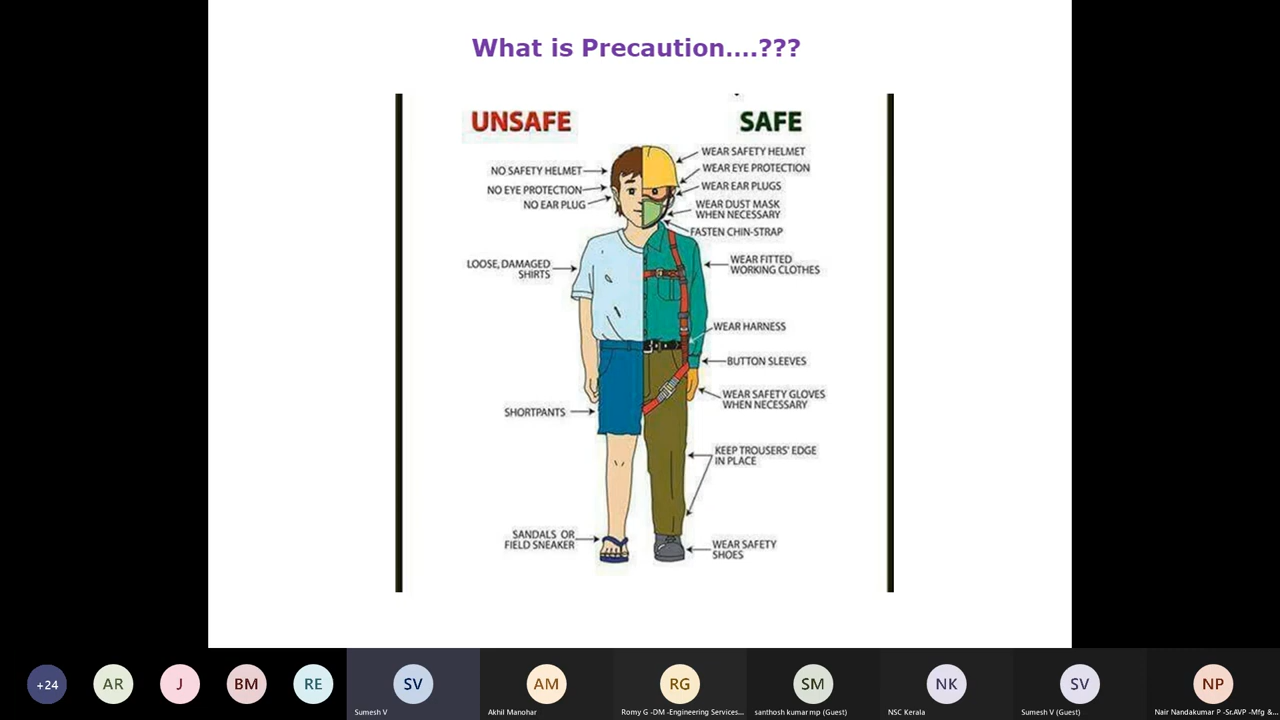 What is Precaution....???
UNSAFE
SAFE
NO SAFETY HELMET
NO EYE PROTECTION
NO EAR PLUG
LOOSE, DAMAGED
SHIRTS
SHORTPANTS
SANDALS OR
FIELD SNEAKER
WEAR SAFETY HELMET
WEAR EYE PROTECTION
WEAR EAR PLUGS
WEAR DUST MASK
WHEN NECESSARY
FASTEN CHIN-STRAP
WEAR FITTED
WORKING CLOTHES
WEAR HARNESS
BUTTON SLEEVES
WEAR SAFETY GLOVES
WHEN NECESSARY
KEEP TROUSERS' EDGE
IN PLACE
WEAR SAFETY
SHOES
+24
AR
J
BM
RE
SV
Sumesh V
AM
Akhil Manohar
RG
Romy G -DM -Engineering Services...
SM
santhosh kumar mp (Guest)
NK
NSC Kerala
SV
Sumesh V (Guest)
NP
Nair Nandakumar P -Sr.AVP -Mfg &...